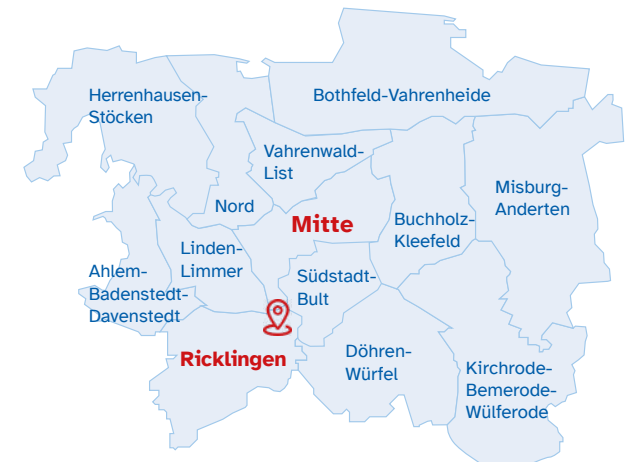 Herrenhausen-
Stöcken
Bothfeld-Vahrenheide
Vahrenwald-
List
Misburg-
Anderten
Nord
Mitte
Buchholz-
Kleefeld
Linden-
Limmer
Ahlem-
Badenstedt-
Davenstedt
Südstadt-
Bult
Ricklingen
Döhren-
Würfel
Kirchrode-
Bemerode-
Wülferode